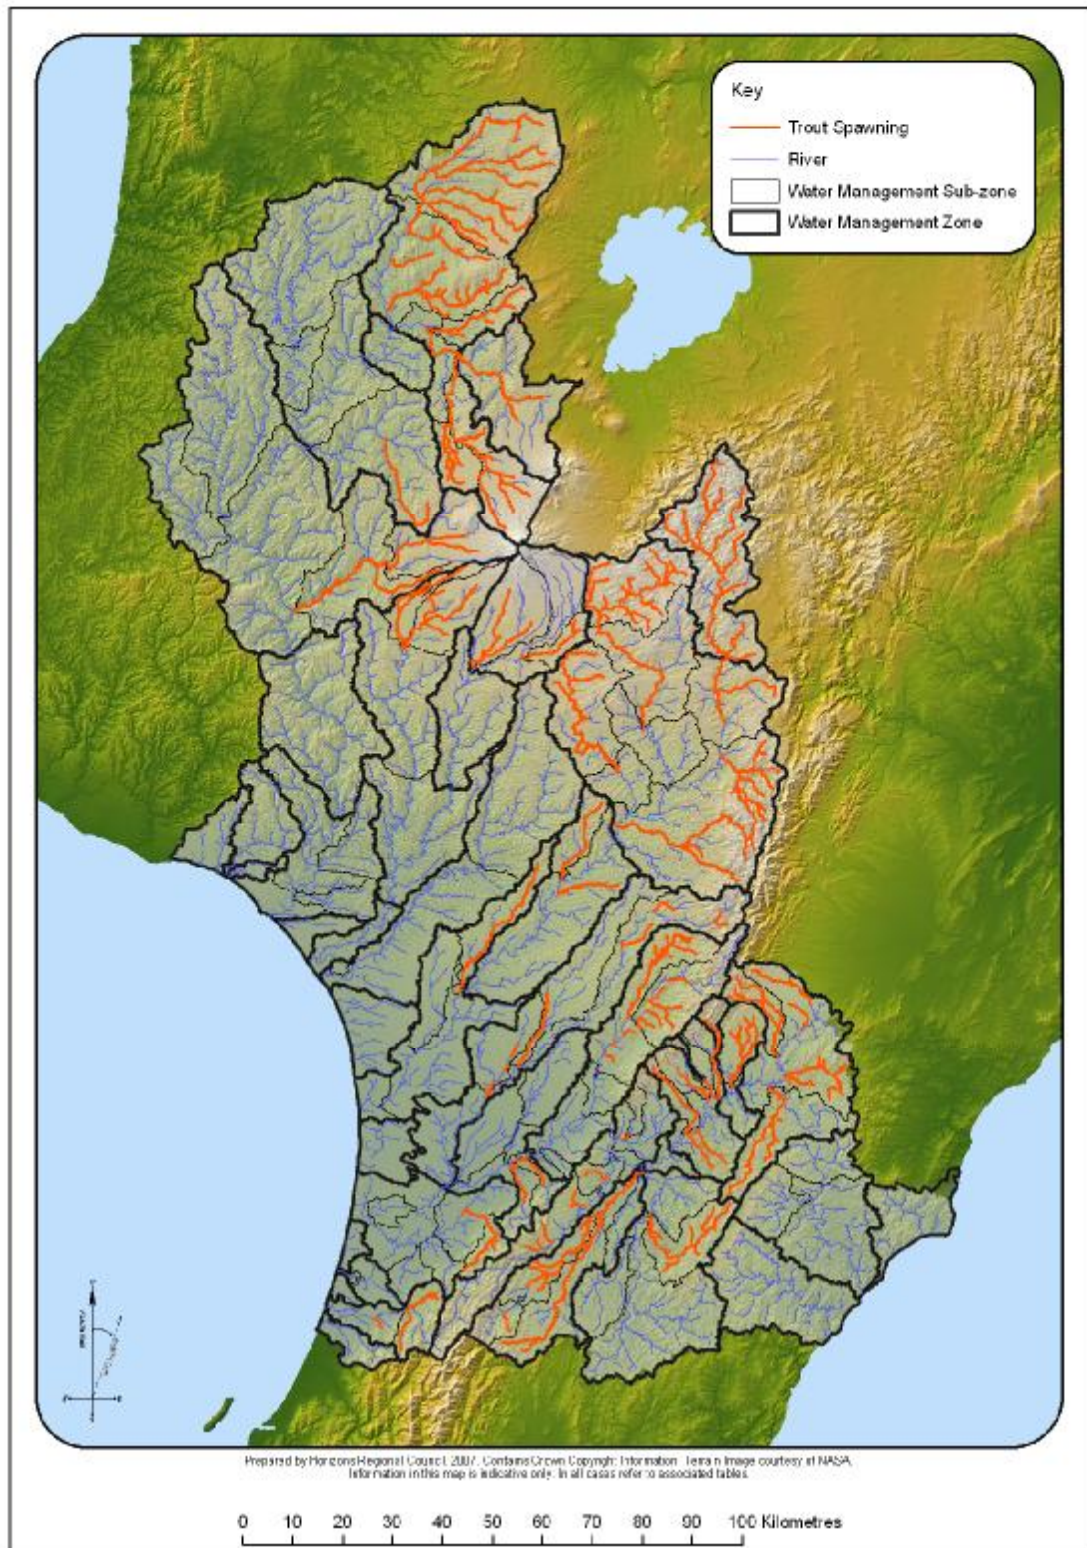 Key
Trout Spawning
River
Water Management Sub-zone
Water Management Zone
Prepared by Horizons Regional Council, 2007. Contains Crown Copyright Information. Terrain Image courtesy of NASA.
Information in this map is indicative only. In all cases refer to associated tables.
0 10 20 30 40 50 60 70 80 90 100 Kilometres